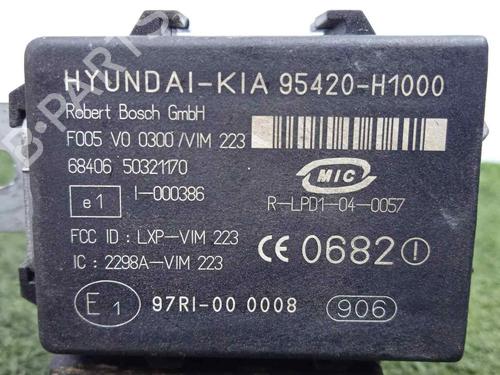 HYUNDAI-KIA 95420-H1000
Robert Bosch GmbH
F005 V0 0300/VIM 223
68406 50321170
MIC
e1 I-000386
R-LPD1-04-0057
FCC ID : LXP-VIM 223
IC : 2298A-VIM 223
CE 0682
E1 97RI-00 0008 906
B-PARTS